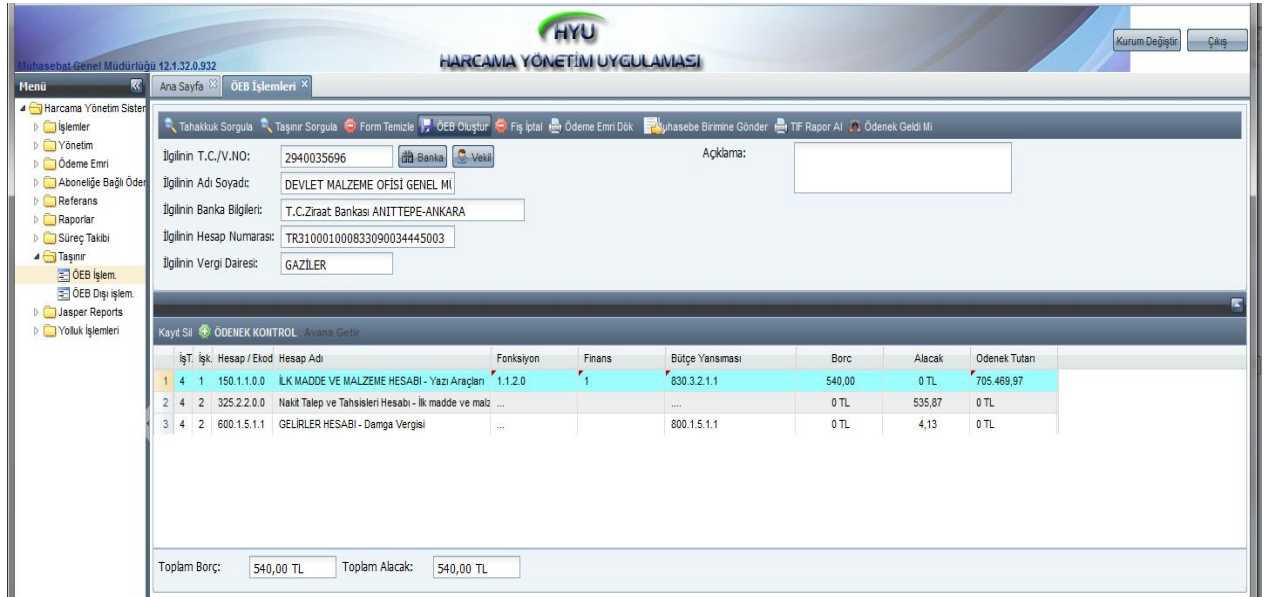 HYU
HARCAMA YÖNETİM UYGULAMASI
Kurum Değiştir Çıkış
Muhasebat Genel Müdürlüğü 12.1.32.0.932
Menü
Ana Sayfa ÖEB İşlemleri
Harcama Yönetim Sister
İşlemler
Yönetim
Ödeme Emri
Aboneliğe Bağlı Öder
Referans
Raporlar
Süreç Takibi
Taşınır
ÖEB İşlem.
ÖEB Dışı işlem.
Jasper Reports
Yolluk İşlemleri
Tahakkuk Sorgula Taşınır Sorgula Form Temizle ÖEB Oluştur Fiş İptal Ödeme Emri Dök uhasebe Birimine Gönder TIF Rapor Al Ödenek Geldi Mi
İlgilinin T.C./V.NO: 2940035696 Banka Vekil Açıklama:
İlgilinin Adı Soyadı: DEVLET MALZEME OFİSİ GENEL MÜ
İlgilinin Banka Bilgileri: T.C.Ziraat Bankası ANITTEPE-ANKARA
İlgilinin Hesap Numarası: TR310001000833090034445003
İlgilinin Vergi Dairesi: GAZİLER
Kayıt Sil ÖDENEK KONTROL Avans Getir
İşT. İşk. Hesap / Ekod Hesap Adı Fonksiyon Finans Bütçe Yansıması Borc Alacak Odenek Tutarı
1 4 1 150.1.1.0.0 İLK MADDE VE MALZEME HESABI - Yazı Araçları 1.1.2.0 1 830.3.2.1.1 540,00 0 TL 705.469,97
2 4 2 325.2.2.0.0 Nakit Talep ve Tahsisleri Hesabı - İlk madde ve malz ... .... 0 TL 535,87 0 TL
3 4 2 600.1.5.1.1 GELİRLER HESABI - Damga Vergisi ... 800.1.5.1.1 0 TL 4,13 0 TL
Toplam Borç: 540,00 TL Toplam Alacak: 540,00 TL